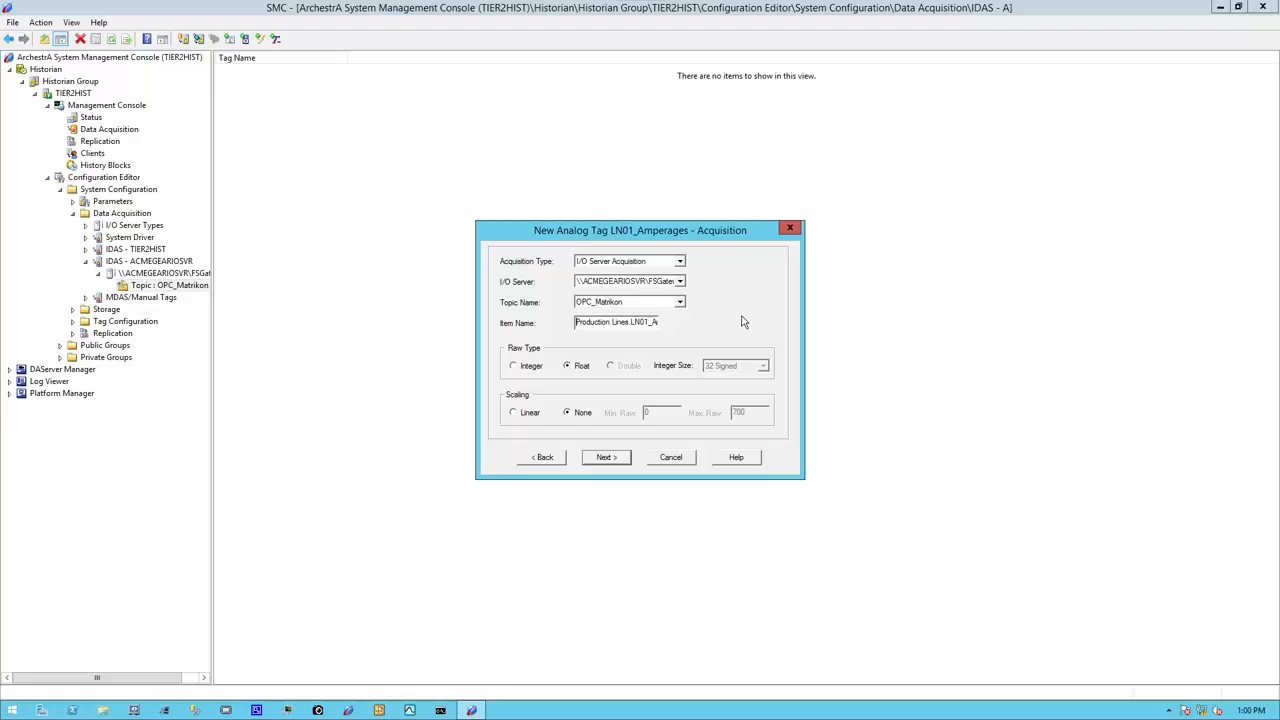 SMC - [ArchestrA System Management Console (TIER2HIST)\Historian\Historian Group\TIER2HIST\Configuration Editor\System Configuration\Data Acquisition\IDAS - A]
File Action View Help
ArchestrA System Management Console (TIER2HIST)
Historian
Historian Group
TIER2HIST
Management Console
Status
Data Acquisition
Replication
Clients
History Blocks
Configuration Editor
System Configuration
Parameters
Data Acquisition
I/O Server Types
System Driver
IDAS - TIER2HIST
IDAS - ACMEGEARIOSVR
\\ACMEGEARIOSVR\FSGat
Topic : OPC_Matrikon
MDAS/Manual Tags
Storage
Tag Configuration
Replication
Public Groups
Private Groups
DAServer Manager
Log Viewer
Platform Manager
Tag Name
There are no items to show in this view.
New Analog Tag LN01_Amperages - Acquisition
Acquisition Type: I/O Server Acquisition
I/O Server: \\ACMEGEARIOSVR\FSGate
Topic Name: OPC_Matrikon
Item Name: Production Lines.LN01_A
Raw Type
Integer Float Double Integer Size: 32 Signed
Scaling
Linear None Min. Raw: 0 Max. Raw: 700
< Back Next > Cancel Help
1:00 PM